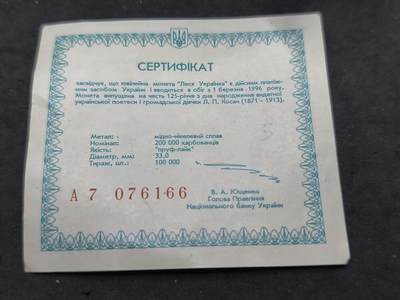 СЕРТИФІКАТ
засвідчує, що ювілейна монета "Леся Українка" є дійсним платіж-
ним засобом України і вводиться в обіг з 1 березня 1996 року.
Монета випущена на честь 125-річчя з дня народження видатної
української поетеси і громадської діячки Л. П. Косач (1871 – 1913).
Метал: - мідно-нікелевий сплав
Номінал: 200 000 карбованців
Якість: "пруф-лайк"
Діаметр, мм: 33,0
Тираж, шт.: 100 000
А 7 076166
В. А. Ющенко
Голова Правління
Національного банку України